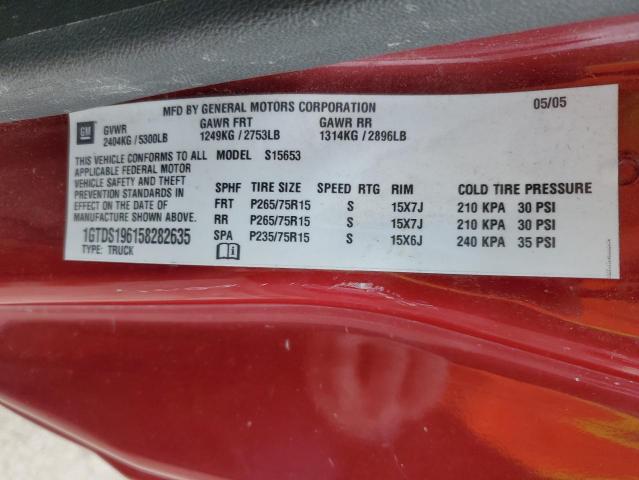 MFD BY GENERAL MOTORS CORPORATION 05/05
GM GVWR GAWR FRT GAWR RR
2404KG / 5300LB 1249KG / 2753LB 1314KG / 2896LB
THIS VEHICLE CONFORMS TO ALL MODEL S15653
APPLICABLE FEDERAL MOTOR
VEHICLE SAFETY AND THEFT
PREVENTION STANDARDS IN
EFFECT ON THE DATE OF
MANUFACTURE SHOWN ABOVE.
SPHF TIRE SIZE SPEED RTG RIM COLD TIRE PRESSURE
FRT P265/75R15 S 15X7J 210 KPA 30 PSI
RR P265/75R15 S 15X7J 210 KPA 30 PSI
SPA P235/75R15 S 15X6J 240 KPA 35 PSI
1GTDS196158282635
TYPE: TRUCK